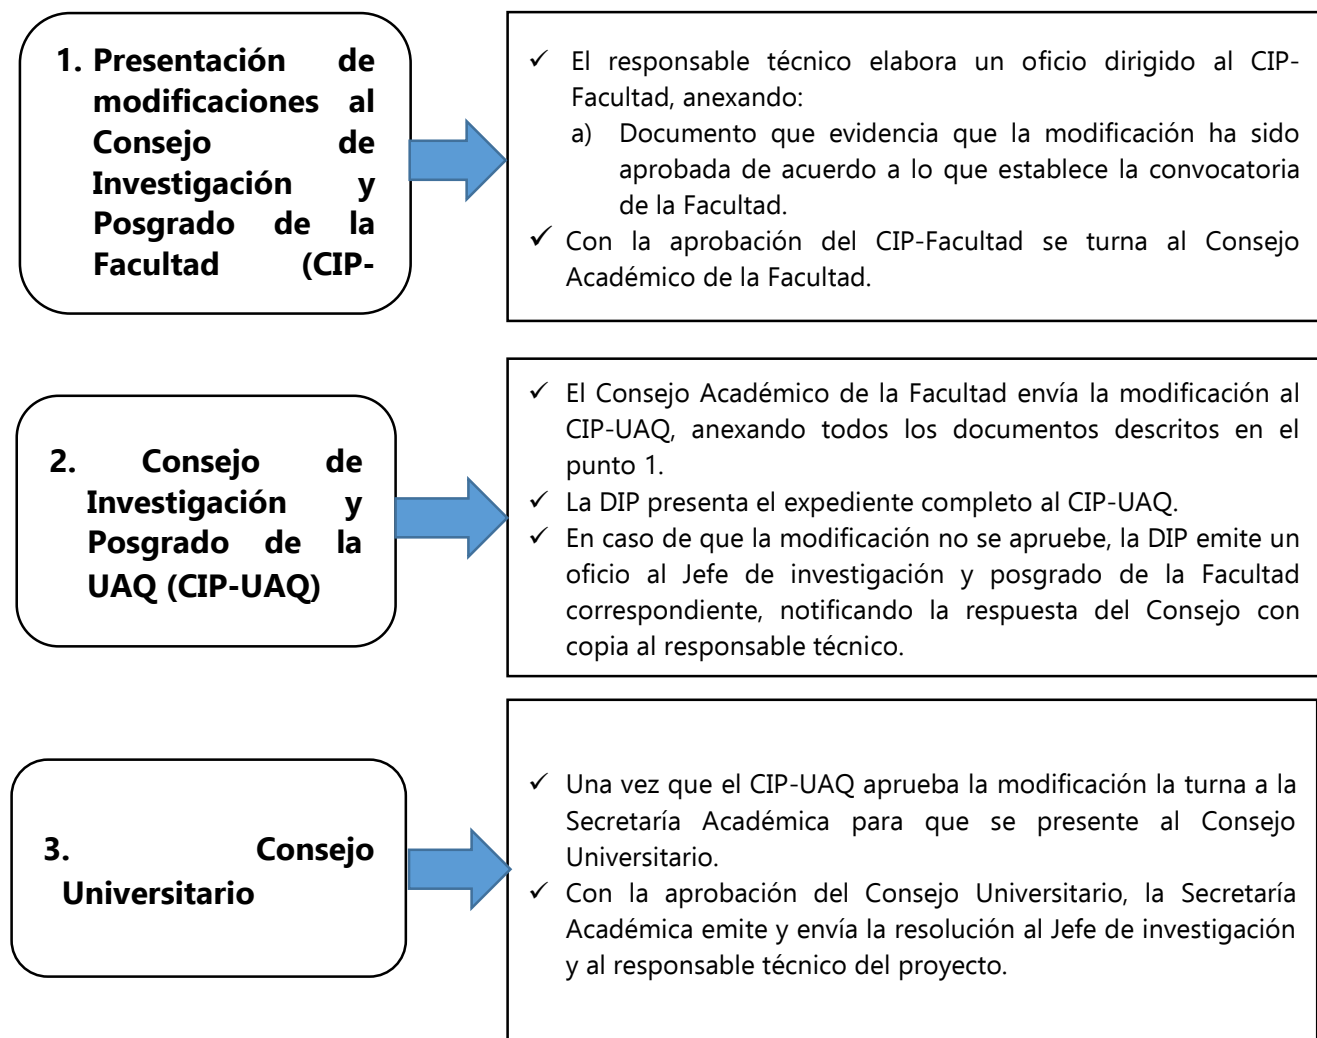 1. Presentación de
modificaciones al
Consejo de
Investigación y
Posgrado de la
Facultad (CIP-
✓ El responsable técnico elabora un oficio dirigido al CIP-
Facultad, anexando:
a) Documento que evidencia que la modificación ha sido
aprobada de acuerdo a lo que establece la convocatoria
de la Facultad.
✓ Con la aprobación del CIP-Facultad se turna al Consejo
Académico de la Facultad.
2. Consejo de
Investigación y
Posgrado de la
UAQ (CIP-UAQ)
✓ El Consejo Académico de la Facultad envía la modificación al
CIP-UAQ, anexando todos los documentos descritos en el
punto 1.
✓ La DIP presenta el expediente completo al CIP-UAQ.
✓ En caso de que la modificación no se apruebe, la DIP emite un
oficio al Jefe de investigación y posgrado de la Facultad
correspondiente, notificando la respuesta del Consejo con
copia al responsable técnico.
3. Consejo
Universitario
✓ Una vez que el CIP-UAQ aprueba la modificación la turna a la
Secretaría Académica para que se presente al Consejo
Universitario.
✓ Con la aprobación del Consejo Universitario, la Secretaría
Académica emite y envía la resolución al Jefe de investigación
y al responsable técnico del proyecto.